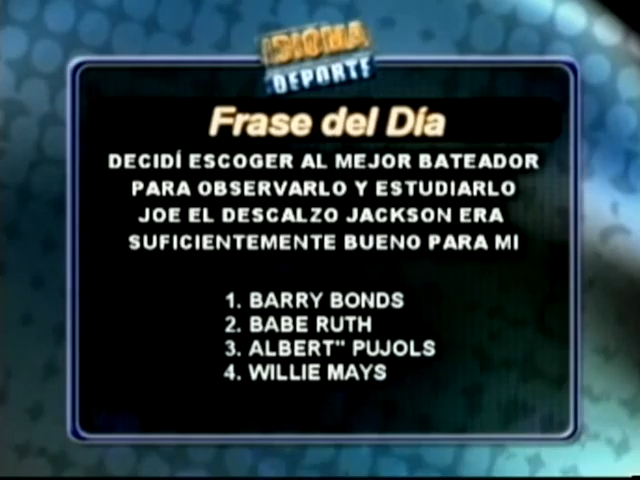 IDIOMA
DEPORTE
Frase del Día
DECIDÍ ESCOGER AL MEJOR BATEADOR
PARA OBSERVARLO Y ESTUDIARLO
JOE EL DESCALZO JACKSON ERA
SUFICIENTEMENTE BUENO PARA MI
1. BARRY BONDS
2. BABE RUTH
3. ALBERT" PUJOLS
4. WILLIE MAYS